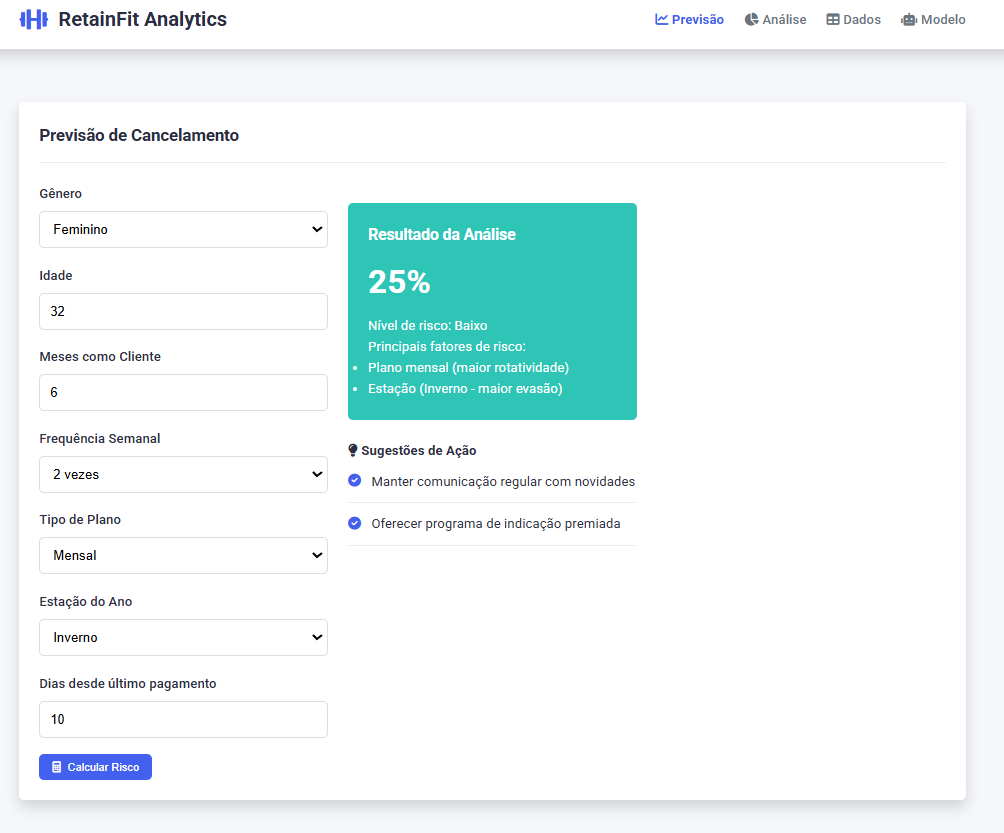 RetainFit Analytics
Previsão
Análise
Dados
Modelo
Previsão de Cancelamento
Gênero
Feminino
Idade
32
Meses como Cliente
6
Frequência Semanal
2 vezes
Tipo de Plano
Mensal
Estação do Ano
Inverno
Dias desde último pagamento
10
Calcular Risco
Resultado da Análise
25%
Nível de risco: Baixo
Principais fatores de risco:
Plano mensal (maior rotatividade)
Estação (Inverno - maior evasão)
Sugestões de Ação
Manter comunicação regular com novidades
Oferecer programa de indicação premiada